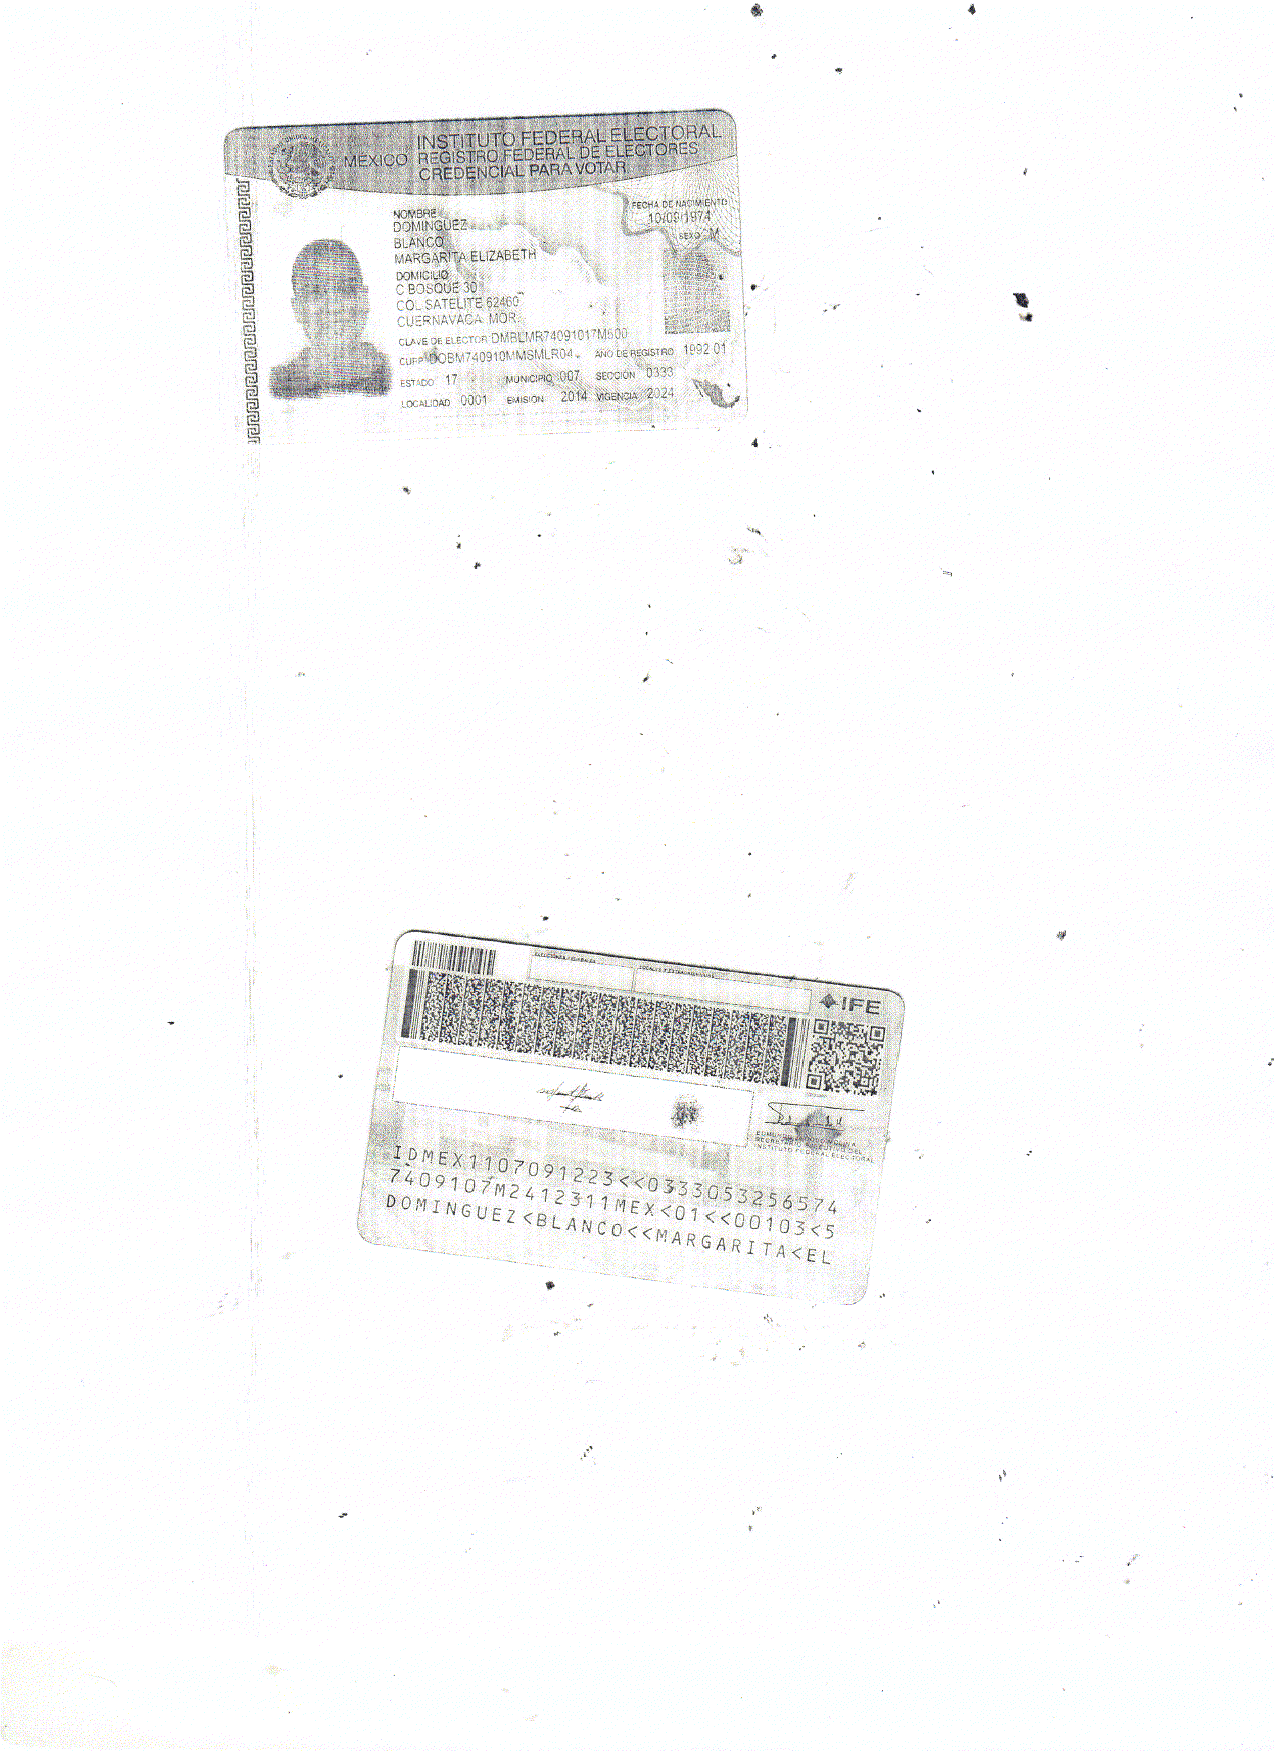 INSTITUTO FEDERAL ELECTORAL
MEXICO REGISTRO FEDERAL DE ELECTORES
CREDENCIAL PARA VOTAR
NOMBRE
DOMINGUEZ
BLANCO
MARGARITA ELIZABETH
FECHA DE NACIMIENTO
10/09/1974
SEXO M
DOMICILIO
C BOSQUE 30
COL SATELITE 62460
CUERNAVACA, MOR.
CLAVE DE ELECTOR DMBLMR74091017M500
CURP DOBM740910MMSMLR04 AÑO DE REGISTRO 1992 01
ESTADO 17 MUNICIPIO 007 SECCIÓN 0333
LOCALIDAD 0001 EMISIÓN 2014 VIGENCIA 2024
ELECCIONES FEDERALES
LOCALES Y EXTRAORDINARIAS
IFE
SECRETARIO EJECUTIVO DEL
INSTITUTO FEDERAL ELECTORAL
IDMEX1107091223<<0333053256574
7409107M2412311MEX<01<<00103<5
DOMINGUEZ<BLANCO<<MARGARITA<EL